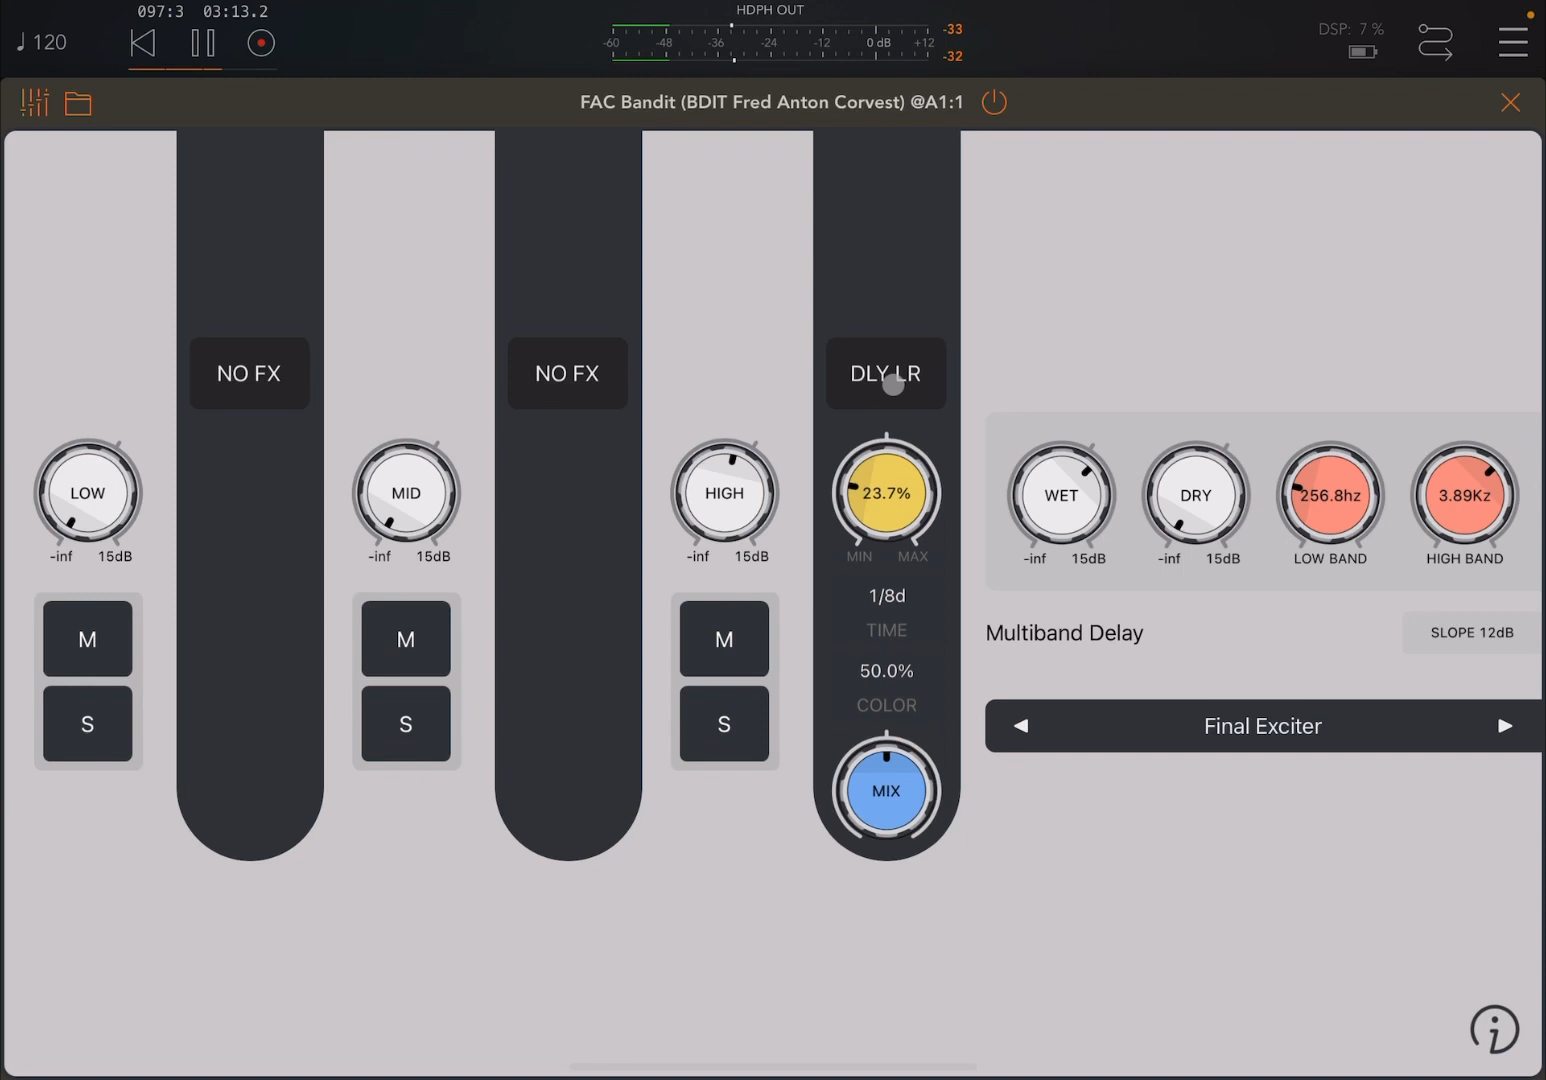 097:3 03:13.2
120
HDPH OUT
-60 -48 -36 -24 -12 0 dB +12
-33
-32
DSP: 7 %
FAC Bandit (BDIT Fred Anton Corvest) @A1:1
NO FX
NO FX
DLY LR
LOW
-inf 15dB
M
S
MID
-inf 15dB
M
S
HIGH
-inf 15dB
M
S
23.7%
MIN MAX
1/8d
TIME
50.0%
COLOR
MIX
WET
-inf 15dB
DRY
-inf 15dB
256.8hz
LOW BAND
3.89Kz
HIGH BAND
Multiband Delay
SLOPE 12dB
Final Exciter